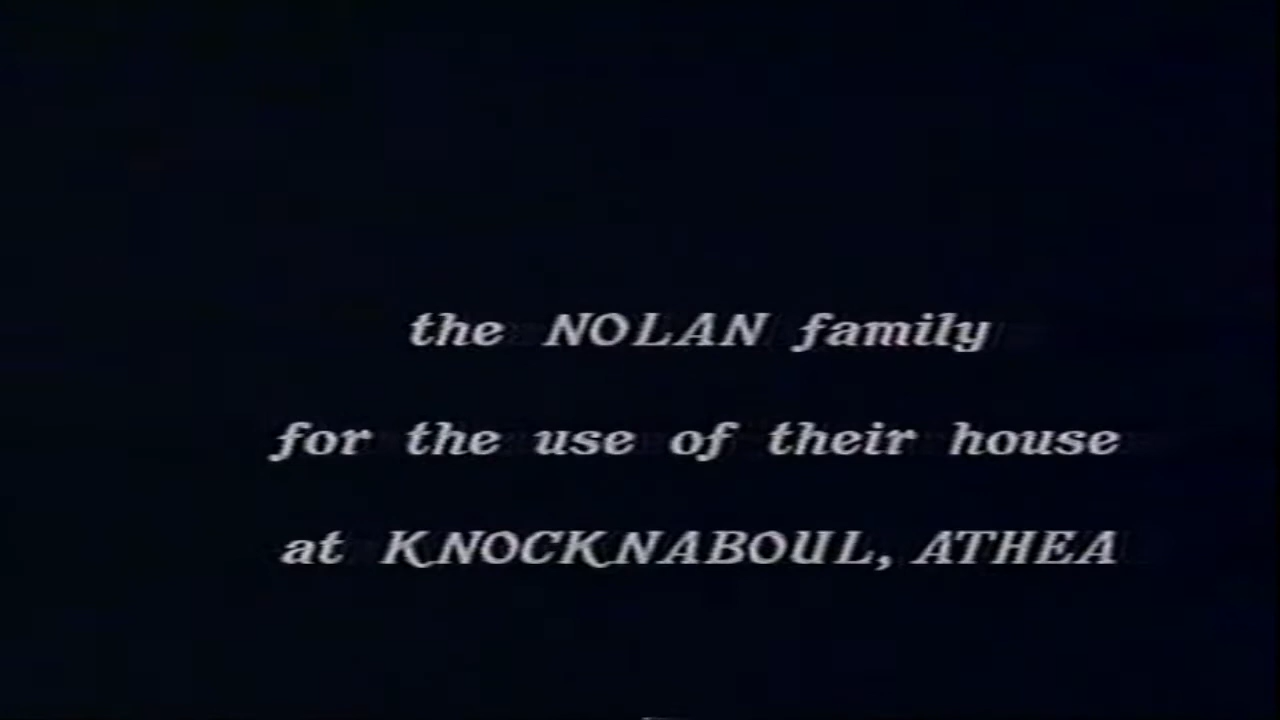 the NOLAN family
for the use of their house
at KNOCKNABOUL, ATHEA